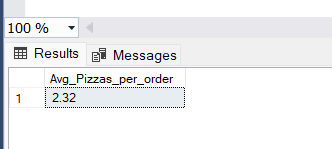 100 %
Results Messages
Avg_Pizzas_per_order
1 2.32